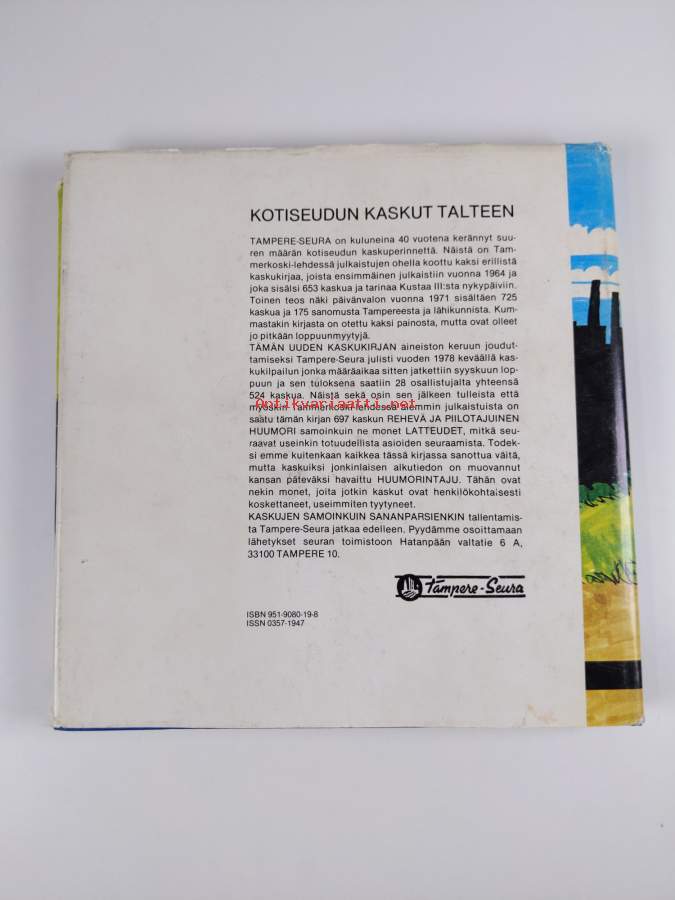 KOTISEUDUN KASKUT TALTEEN
TAMPERE-SEURA on kuluneina 40 vuotena kerännyt suu-
ren määrän kotiseudun kaskuperinnettä. Näistä on Tam-
merkoski-lehdessä julkaistujen ohella koottu kaksi erillistä
kaskukirjaa, joista ensimmäinen julkaistiin vuonna 1964 ja
joka sisälsi 653 kaskua ja tarinaa Kustaa III:sta nykypäiviin.
Toinen teos näki päivänvalon vuonna 1971 sisältäen 725
kaskua ja 175 sanomusta Tampereesta ja lähikunnista. Kum-
mastakin kirjasta on otettu kaksi painosta, mutta ovat olleet
jo pitkään loppuunmyytyjä.
TÄMÄN UUDEN KASKUKIRJAN aineiston keruun joudut-
tamiseksi Tampere-Seura julisti vuoden 1978 keväällä kas-
kukilpailun jonka määräaikaa sitten jatkettiin syyskuun lop-
puun ja sen tuloksena saatiin 28 osallistujalta yhteensä
524 kaskua. Näistä sekä osin sen jälkeen tulleista että
Antikvariaatti.net
myöskin Tammerkoski-lehdessä aiemmin julkaistuista on
saatu tämän kirjan 697 kaskun REHEVÄ JA PIILOTAJUINEN
HUUMORI samoinkuin ne monet LATTEUDET, mitkä seu-
raavat useinkin totuudellista asioiden seuraamista. Todek-
si emme kuitenkaan kaikkea tässä kirjassa sanottua väitä,
mutta kaskuiksi jonkinlaisen alkutiedon on muovannut
kansan päteväksi havaittu HUUMORINTAJU. Tähän ovat
nekin monet, joita jotkin kaskut ovat henkilökohtaisesti
koskettaneet, useimmiten tyytyneet.
KASKUJEN SAMOINKUIN SANANPARSIENKIN tallentamis-
ta Tampere-Seura jatkaa edelleen. Pyydämme osoittamaan
lähetykset seuran toimistoon Hatanpään valtatie 6 A,
33100 TAMPERE 10.
Tampere-Seura
ISBN 951-9080-19-8
ISSN 0357-1947